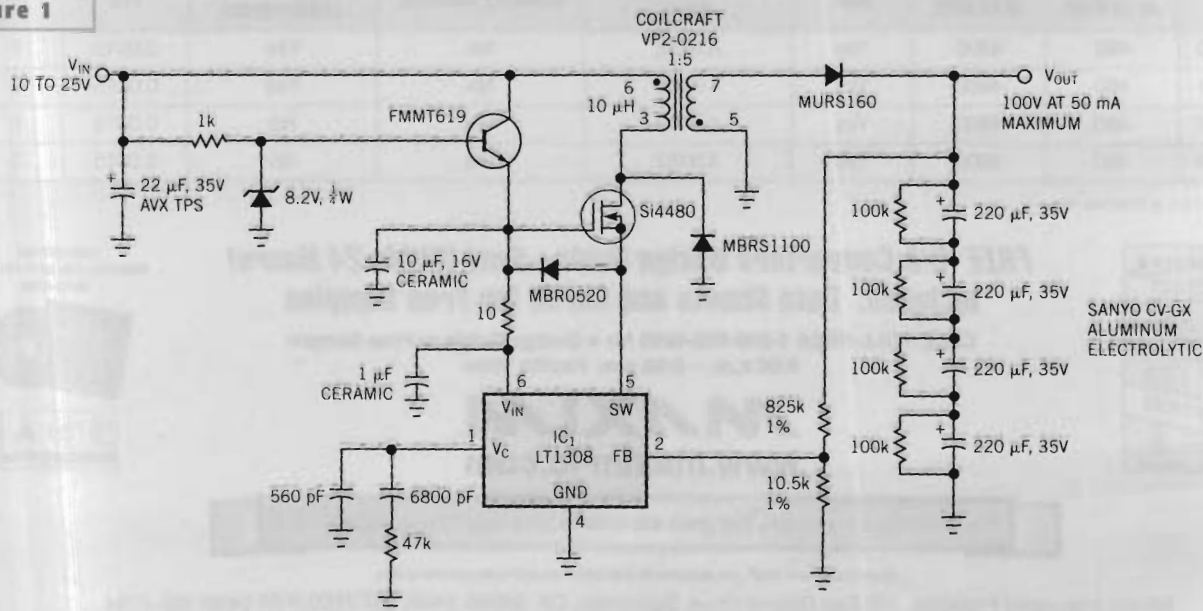 ure 1
COILCRAFT
VP2-0216
1:5
VIN
10 TO 25V
6
7
10 µH
3
5
MURS160
VOUT
100V AT 50 mA
MAXIMUM
FMMT619
1k
22 µF, 35V
AVX TPS
8.2V,
W
Si4480
MBRS1100
10 µF, 16V
CERAMIC
MBR0520
10
1 µF
CERAMIC
6
5
VIN
SW
1
VC
IC1
LT1308
FB
2
GND
4
560 pF
6800 pF
47k
825k
1%
10.5k
1%
100k
220 µF, 35V
100k
220 µF, 35V
100k
220 µF, 35V
100k
220 µF, 35V
SANYO CV-GX
ALUMINUM
ELECTROLYTIC